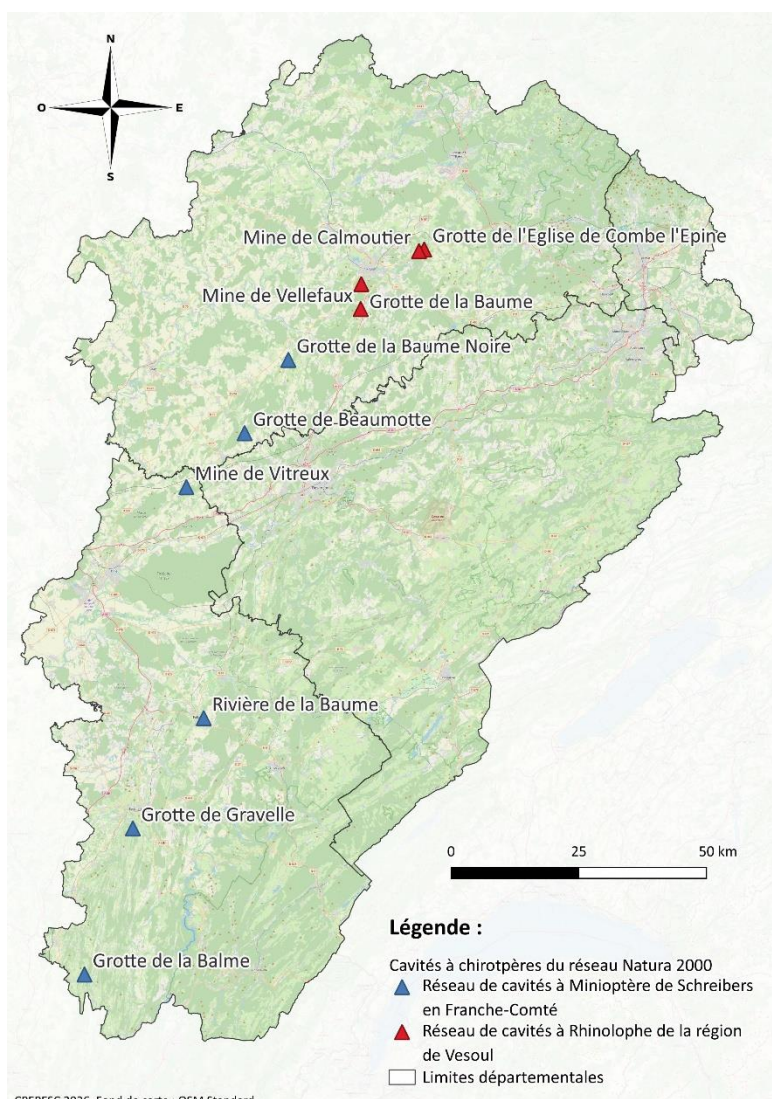 N
O
E
S
Mine de Calmoutier
Grotte de l'Eglise de Combe l'Epine
Mine de Vellefaux
Grotte de la Baume
Grotte de la Baume Noire
Grotte de Beaumotte
Mine de Vitreux
Rivière de la Baume
Grotte de Gravelle
0 25 50 km
Grotte de la Balme
Légende :
Cavités à chirotpères du réseau Natura 2000
Réseau de cavités à Minioptère de Schreibers
en Franche-Comté
Réseau de cavités à Rhinolophe de la région
de Vesoul
Limites départementales